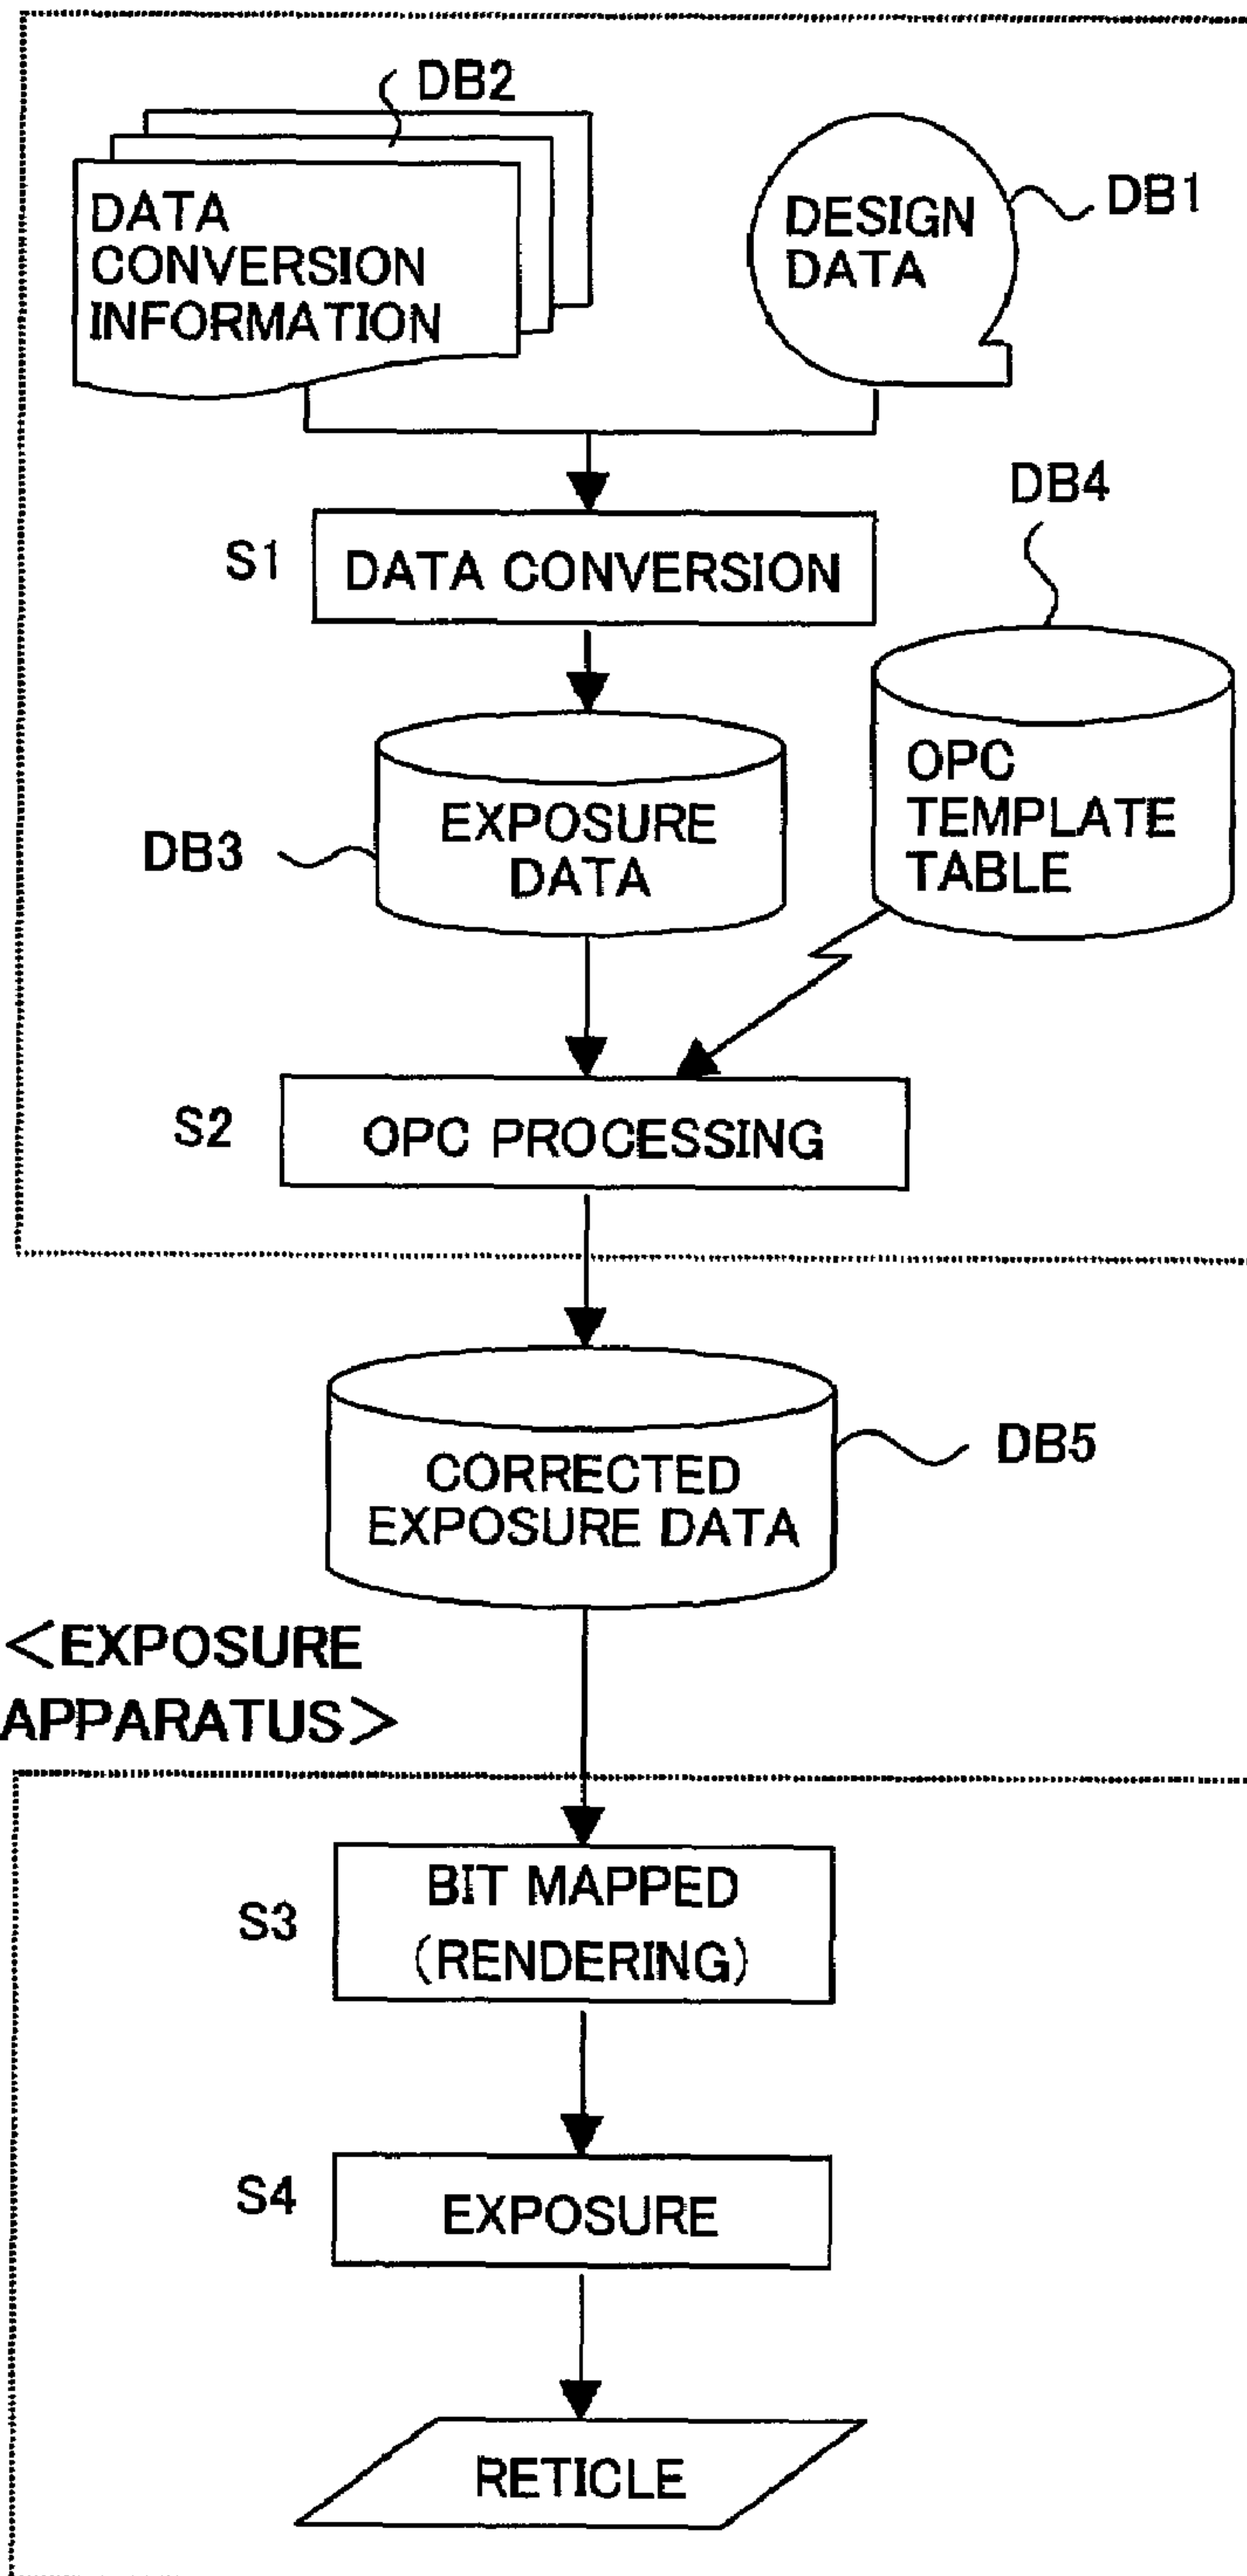 DB2
DATA
CONVERSION
INFORMATION
DESIGN
DATA
DB1
S1
DATA CONVERSION
DB4
OPC
TEMPLATE
TABLE
DB3
EXPOSURE
DATA
S2
OPC PROCESSING
CORRECTED
EXPOSURE DATA
DB5
<EXPOSURE
APPARATUS>
S3
BIT MAPPED
(RENDERING)
S4
EXPOSURE
RETICLE